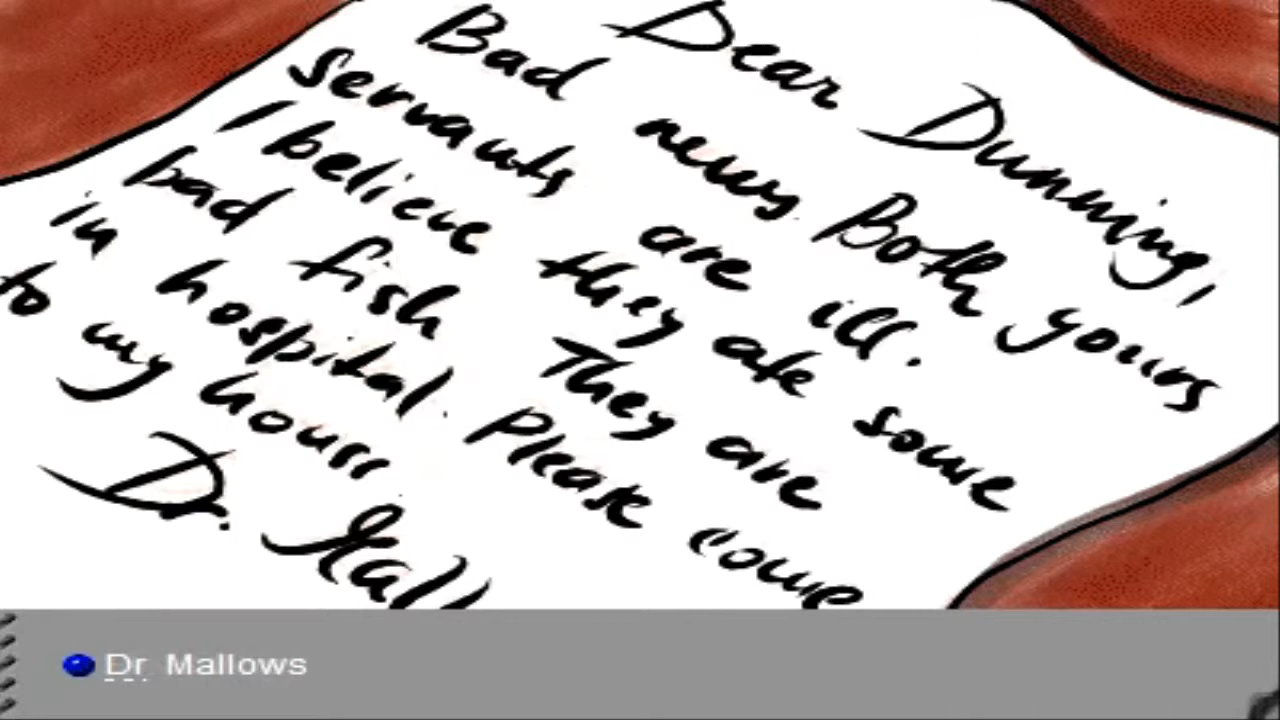 Dear Dunning,
Bad news. Both yours
servants are ill.
I believe they ate some
bad fish They are
in hospital. Please come
to my house.
Dr. Mall
Dr Mallows